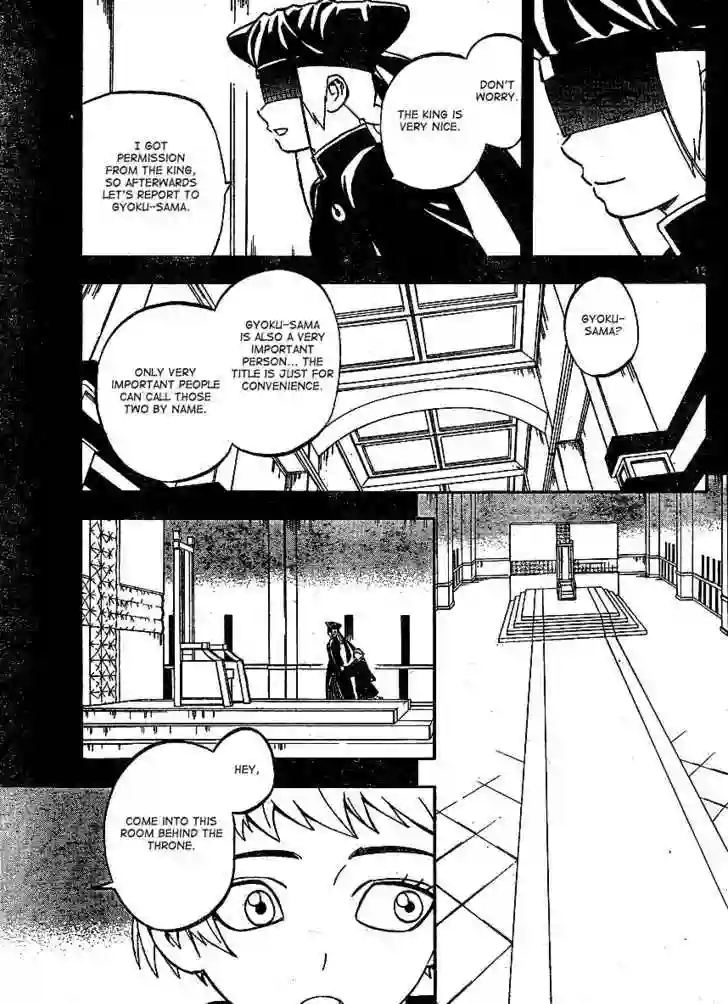 DON'T
WORRY.
THE KING IS
VERY NICE.
I GOT
PERMISSION
FROM THE KING,
SO AFTERWARDS
LET'S REPORT TO
GYOKU-SAMA.
GYOKU-
SAMA?
GYOKU-SAMA
IS ALSO A VERY
IMPORTANT
PERSON... THE
TITLE IS JUST FOR
CONVENIENCE.
ONLY VERY
IMPORTANT PEOPLE
CAN CALL THOSE
TWO BY NAME.
HEY,
COME INTO THIS
ROOM BEHIND THE
THRONE.